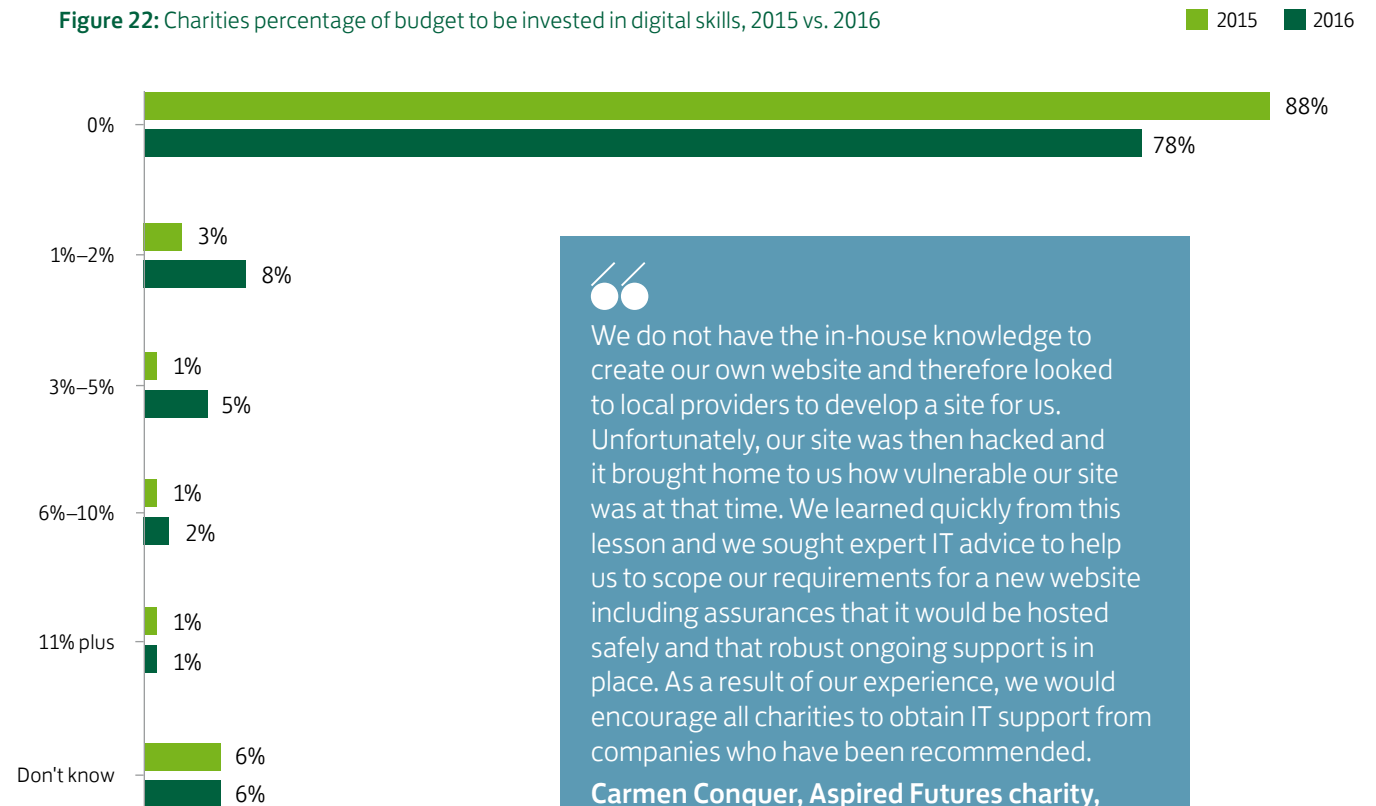 Figure 22: Charities percentage of budget to be invested in digital skills, 2015 vs. 2016
2015 2016
0%
88%
78%
1%–2%
3%
8%
3%–5%
1%
5%
6%–10%
1%
2%
11% plus
1%
1%
Don't know
6%
6%
We do not have the in-house knowledge to
create our own website and therefore looked
to local providers to develop a site for us.
Unfortunately, our site was then hacked and
it brought home to us how vulnerable our site
was at that time. We learned quickly from this
lesson and we sought expert IT advice to help
us to scope our requirements for a new website
including assurances that it would be hosted
safely and that robust ongoing support is in
place. As a result of our experience, we would
encourage all charities to obtain IT support from
companies who have been recommended.
Carmen Conquer, Aspired Futures charity,